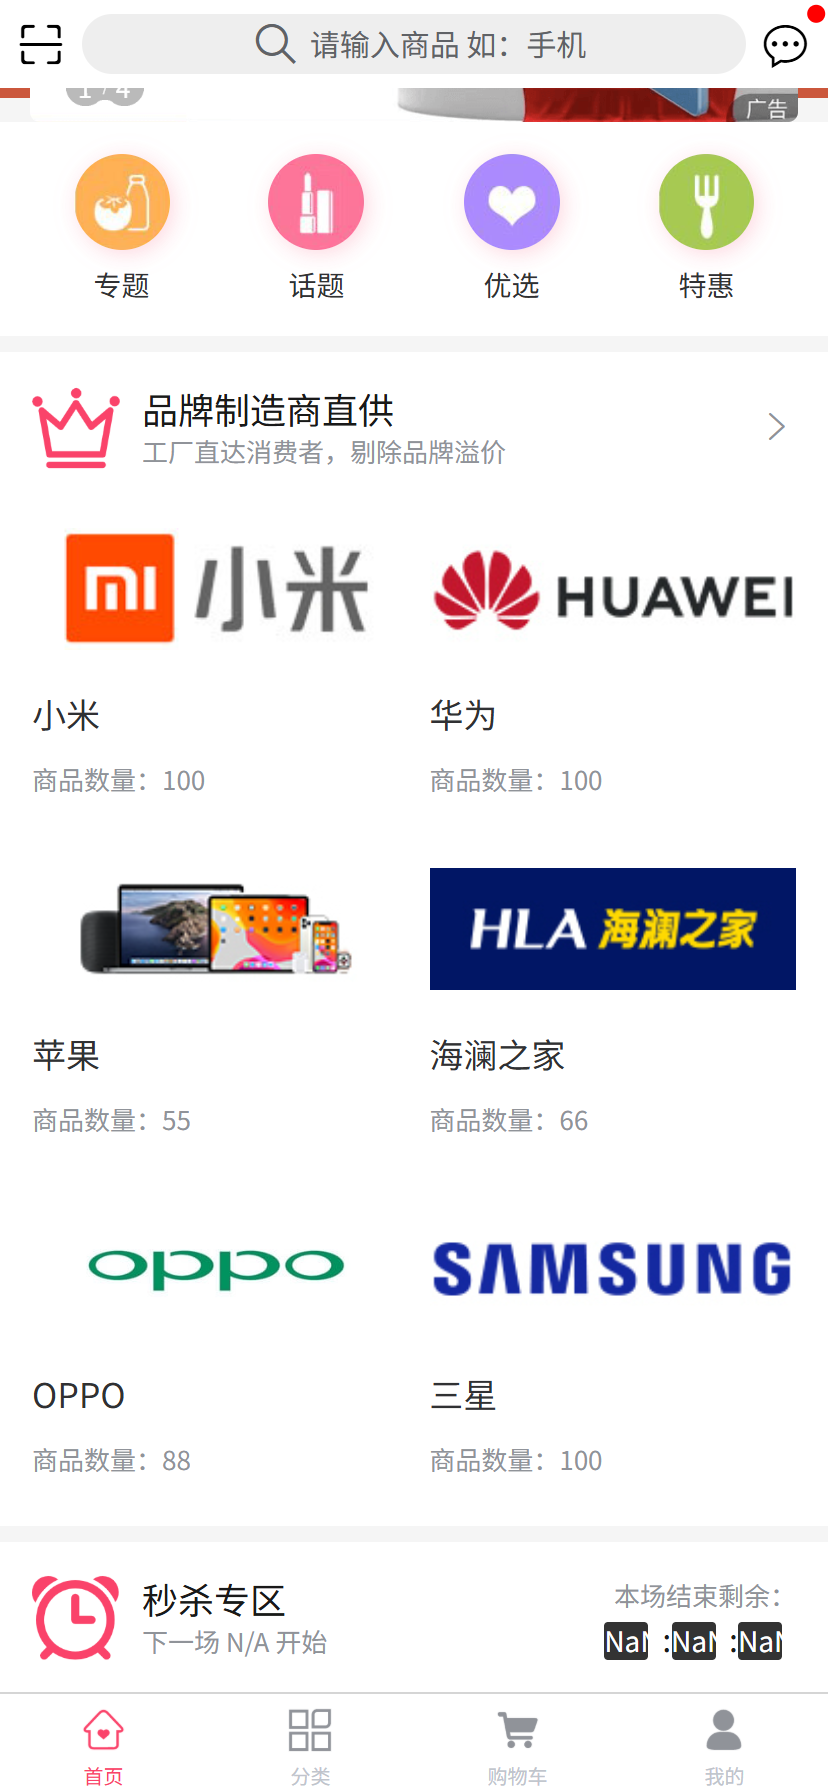 请输入商品 如：手机
1 / 4
广告
专题
话题
优选
特惠
品牌制造商直供
工厂直达消费者，剔除品牌溢价
小米
HUAWEI
小米
华为
商品数量：100
商品数量：100
HLA 海澜之家
苹果
海澜之家
商品数量：55
商品数量：66
oppo
SAMSUNG
OPPO
三星
商品数量：88
商品数量：100
秒杀专区
本场结束剩余：
下一场 N/A 开始
NaN:NaN:NaN
首页
分类
购物车
我的